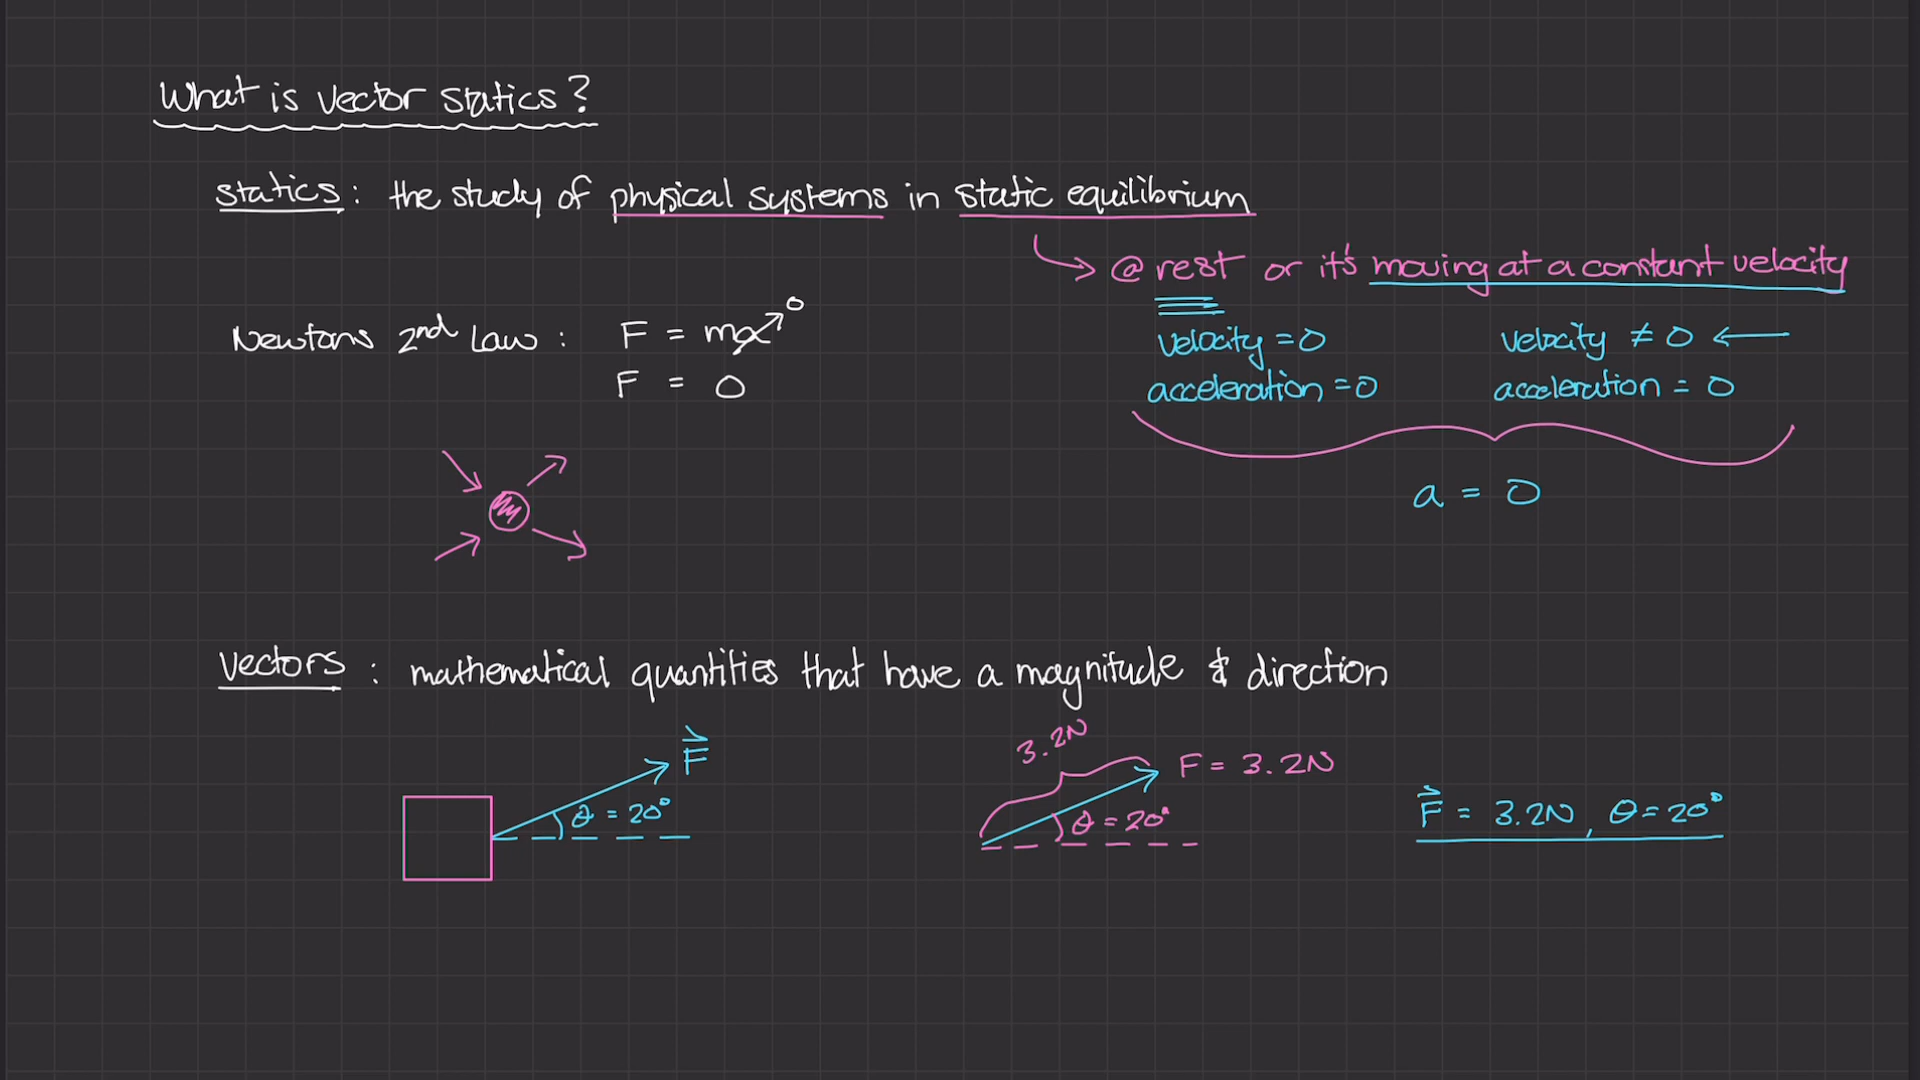 What is vector statics?
statics: the study of physical systems in static equilibrium
@ rest or it's moving at a constant velocity
velocity = 0
acceleration = 0
velocity ≠ 0
acceleration = 0
a = 0
Newtons 2nd Law: F = ma 0
F = 0
vectors: mathematical quantities that have a magnitude & direction
F
θ = 20°
3.2N
F = 3.2N
θ = 20°
F = 3.2N, θ = 20°